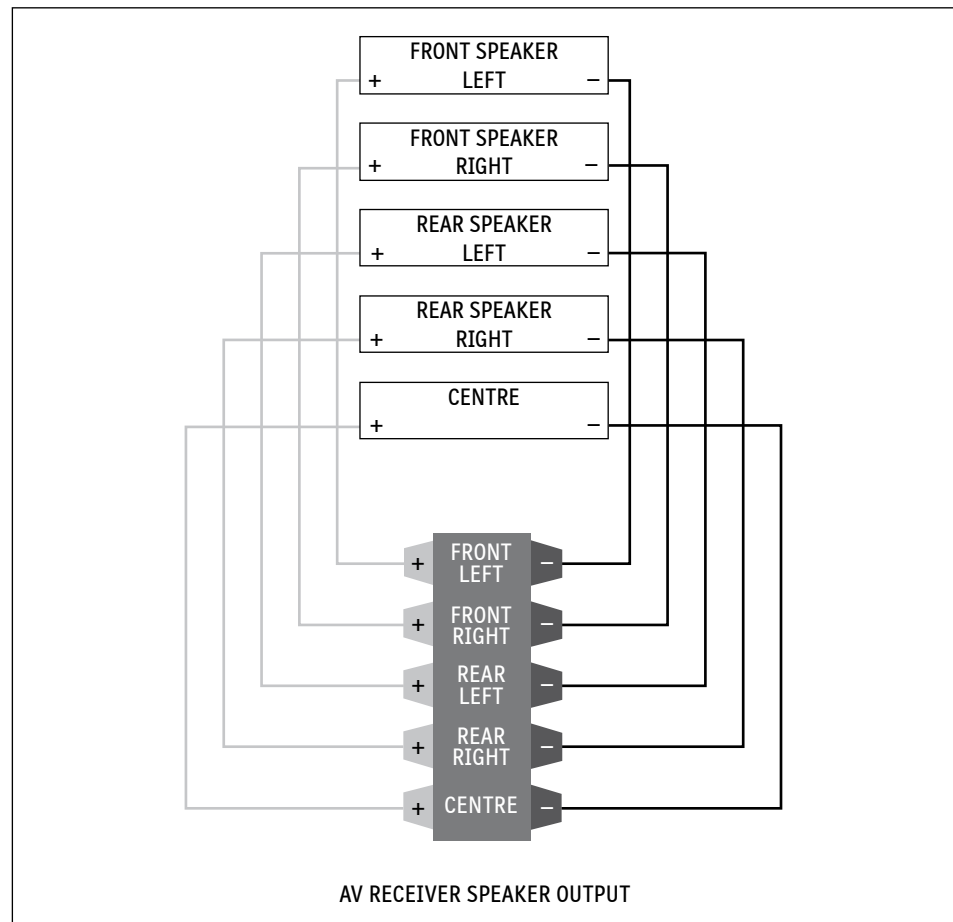 FRONT SPEAKER
+ LEFT –
FRONT SPEAKER
+ RIGHT –
REAR SPEAKER
+ LEFT –
REAR SPEAKER
+ RIGHT –
CENTRE
+ –
FRONT
+ LEFT –
FRONT
+ RIGHT –
REAR
+ LEFT –
REAR
+ RIGHT –
+ CENTRE –
AV RECEIVER SPEAKER OUTPUT